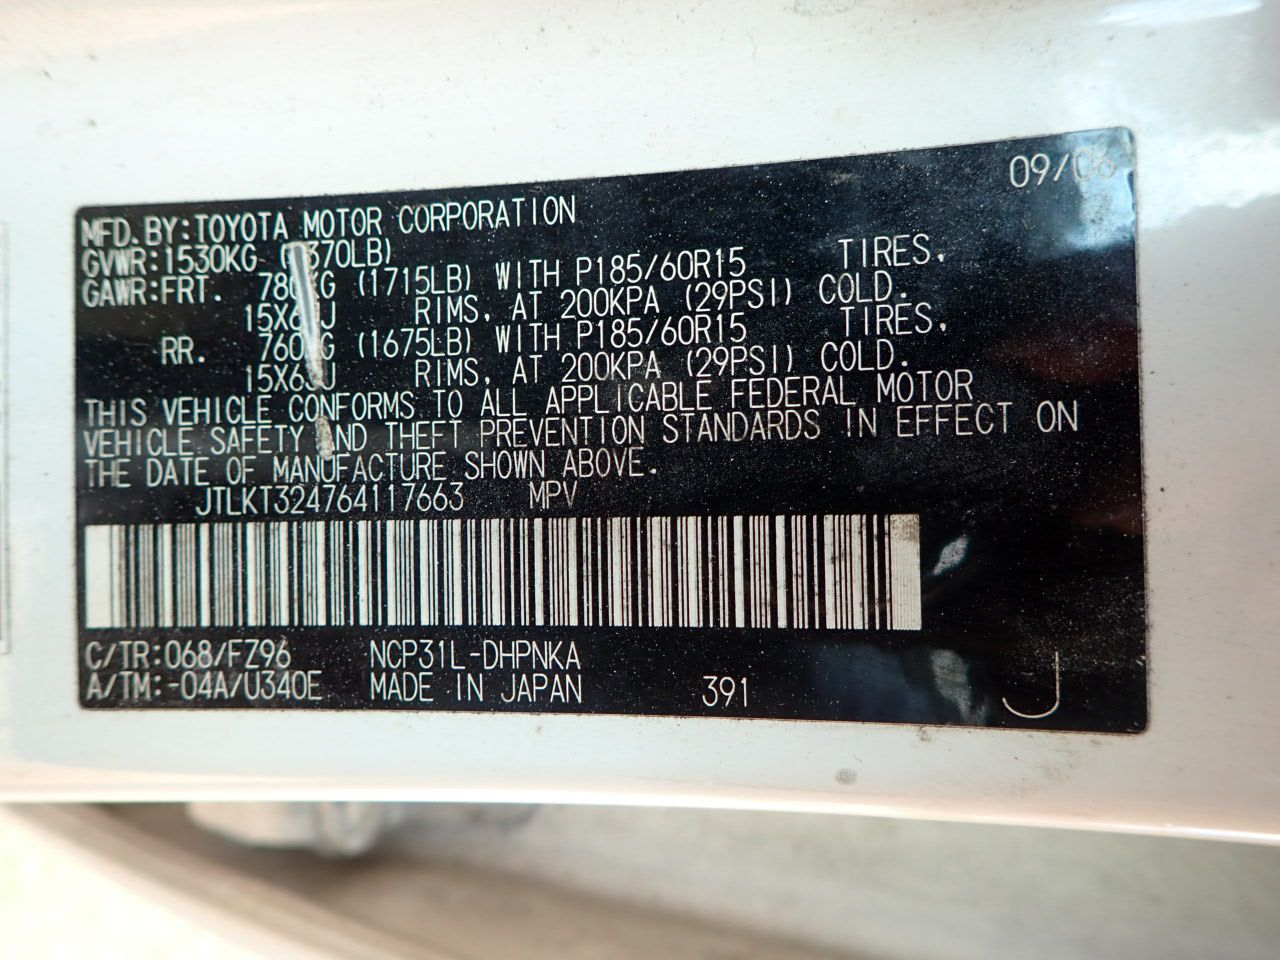 09/06
MFD. BY: TOYOTA MOTOR CORPORATION
GVWR: 1530KG 370LB)
GAWR: FRT. (1715LB) WITH P185/60R15 TIRES,
RIMS, AT 200KPA (29PSI) COLD.
RR. (1675LB) WITH P185/60R15 TIRES,
RIMS, AT 200KPA (29PSI) COLD.
THIS VEHICLE CONFORMS TO ALL APPLICABLE FEDERAL MOTOR
VEHICLE SAFETY AND THEFT PREVENTION STANDARDS IN EFFECT ON
THE DATE OF MANUFACTURE SHOWN ABOVE.
JTLKT324764117663 MPV
C/TR: 068/FZ96 NCP31L-DHPNKA
A/TM: -04A/U340E MADE IN JAPAN 391 J